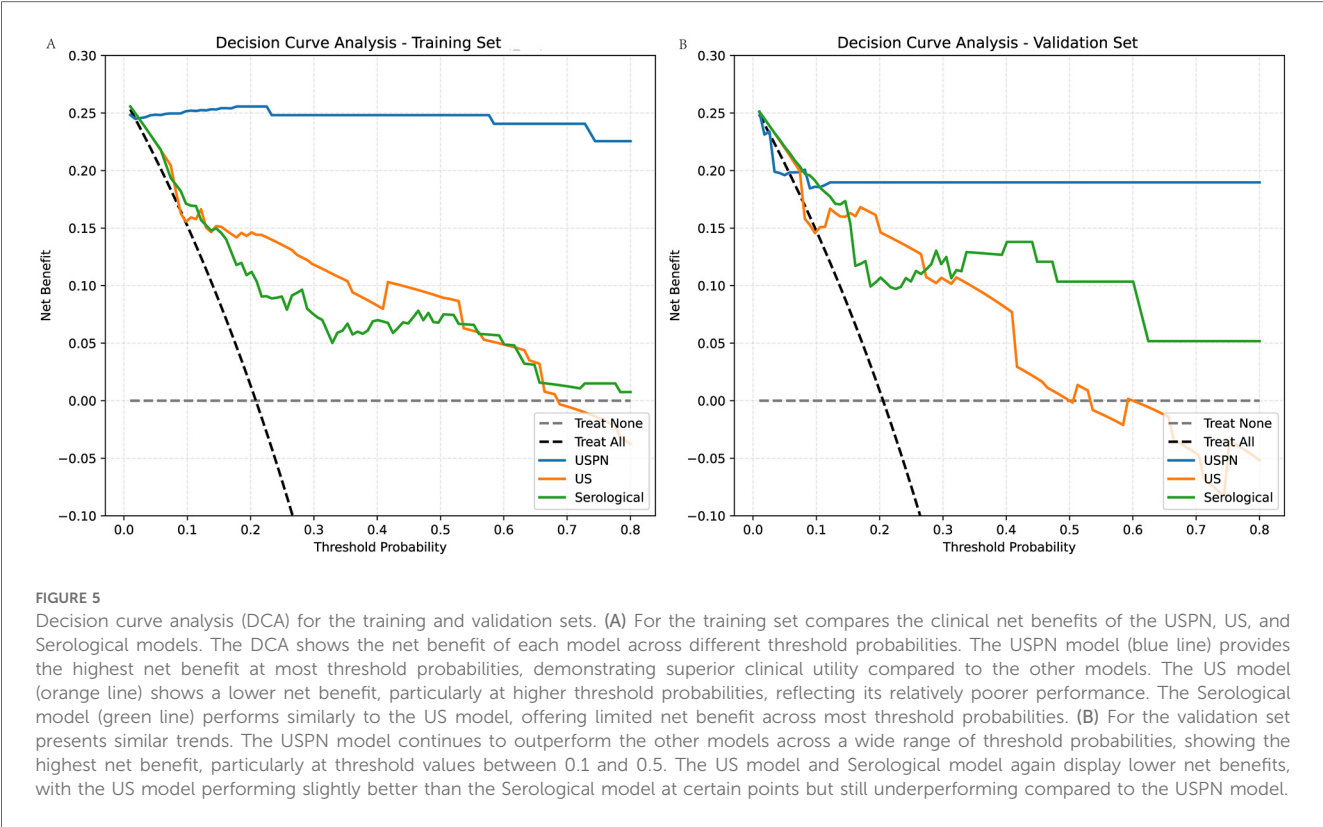 A
Decision Curve Analysis - Training Set
0.30
0.25
0.20
0.15
0.10
0.05
0.00
−0.05
−0.10
Net Benefit
0.0 0.1 0.2 0.3 0.4 0.5 0.6 0.7 0.8
Threshold Probability
Treat None
Treat All
USPN
US
Serological
B
Decision Curve Analysis - Validation Set
0.30
0.25
0.20
0.15
0.10
0.05
0.00
−0.05
−0.10
Net Benefit
0.0 0.1 0.2 0.3 0.4 0.5 0.6 0.7 0.8
Threshold Probability
Treat None
Treat All
USPN
US
Serological
FIGURE 5
Decision curve analysis (DCA) for the training and validation sets. (A) For the training set compares the clinical net benefits of the USPN, US, and
Serological models. The DCA shows the net benefit of each model across different threshold probabilities. The USPN model (blue line) provides
the highest net benefit at most threshold probabilities, demonstrating superior clinical utility compared to the other models. The US model
(orange line) shows a lower net benefit, particularly at higher threshold probabilities, reflecting its relatively poorer performance. The Serological
model (green line) performs similarly to the US model, offering limited net benefit across most threshold probabilities. (B) For the validation set
presents similar trends. The USPN model continues to outperform the other models across a wide range of threshold probabilities, showing the
highest net benefit, particularly at threshold values between 0.1 and 0.5. The US model and Serological model again display lower net benefits,
with the US model performing slightly better than the Serological model at certain points but still underperforming compared to the USPN model.